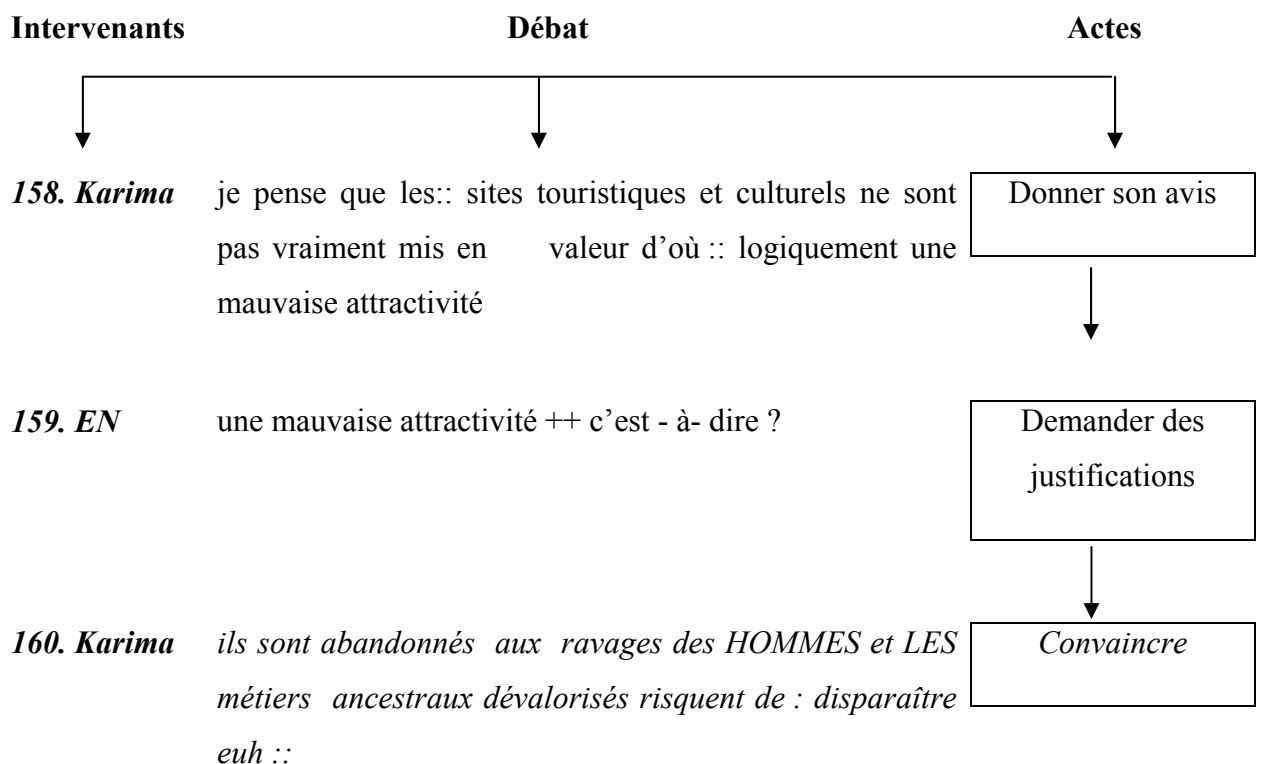 Intervenants Débat Actes
158. Karima je pense que les:: sites touristiques et culturels ne sont Donner son avis
pas vraiment mis en valeur d’où :: logiquement une
mauvaise attractivité
159. EN une mauvaise attractivité ++ c’est - à- dire ? Demander des
justifications
160. Karima ils sont abandonnés aux ravages des HOMMES et LES Convaincre
métiers ancestraux dévalorisés risquent de : disparaître
euh ::